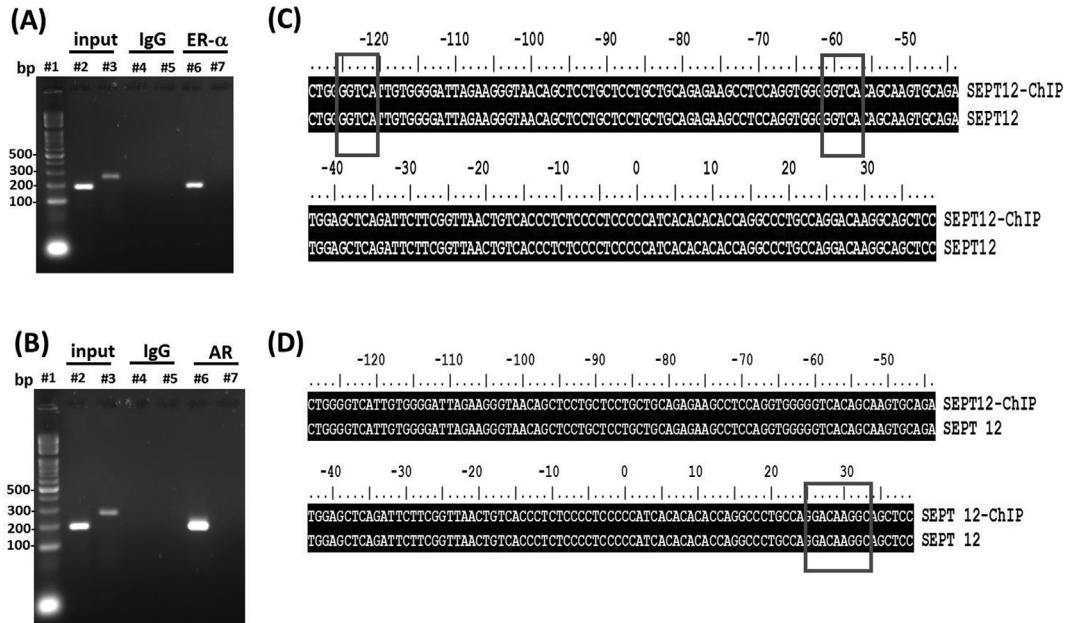 (A)
input IgG ER-α
bp #1 #2 #3 #4 #5 #6 #7
500-
300-
200-
100-
(C)
-120 -110 -100 -90 -80 -70 -60 -50
CTGGGGTCATTGTGGGGATTAGAAGGGTAACAGCTCCTGCTCCTGCTGCAGAGAAGCCTCCAGGTGGGGGTCACAGCAAGTGCAGA SEPT12-ChIP
CTGGGGTCATTGTGGGGATTAGAAGGGTAACAGCTCCTGCTCCTGCTGCAGAGAAGCCTCCAGGTGGGGGTCACAGCAAGTGCAGA SEPT12
-40 -30 -20 -10 0 10 20 30
TGGAGCTCAGATTCTTCGGTTAACTGTCACCCTCTCCCCTCCCCCATCACACACACCAGGCCCTGCCAGGACAAGGCAGCTCC SEPT12-ChIP
TGGAGCTCAGATTCTTCGGTTAACTGTCACCCTCTCCCCTCCCCCATCACACACACCAGGCCCTGCCAGGACAAGGCAGCTCC SEPT12
(B)
input IgG AR
bp #1 #2 #3 #4 #5 #6 #7
500-
300-
200-
100-
(D)
-120 -110 -100 -90 -80 -70 -60 -50
CTGGGGTCATTGTGGGGATTAGAAGGGTAACAGCTCCTGCTCCTGCTGCAGAGAAGCCTCCAGGTGGGGGTCACAGCAAGTGCAGA SEPT12-ChIP
CTGGGGTCATTGTGGGGATTAGAAGGGTAACAGCTCCTGCTCCTGCTGCAGAGAAGCCTCCAGGTGGGGGTCACAGCAAGTGCAGA SEPT 12
-40 -30 -20 -10 0 10 20 30
TGGAGCTCAGATTCTTCGGTTAACTGTCACCCTCTCCCCTCCCCCATCACACACACCAGGCCCTGCCAGGACAAGGCAGCTCC SEPT 12-ChIP
TGGAGCTCAGATTCTTCGGTTAACTGTCACCCTCTCCCCTCCCCCATCACACACACCAGGCCCTGCCAGGACAAGGCAGCTCC SEPT 12